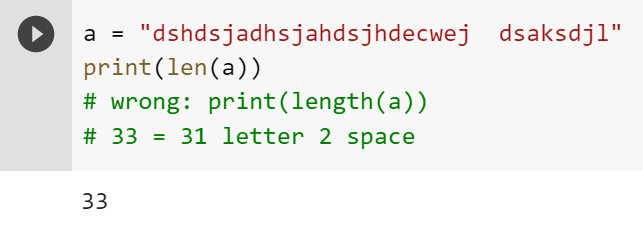 a = "dshdsjadhsjahdsjhdecwej  dsaksdjl"
print(len(a))
# wrong: print(length(a))
# 33 = 31 letter 2 space
33